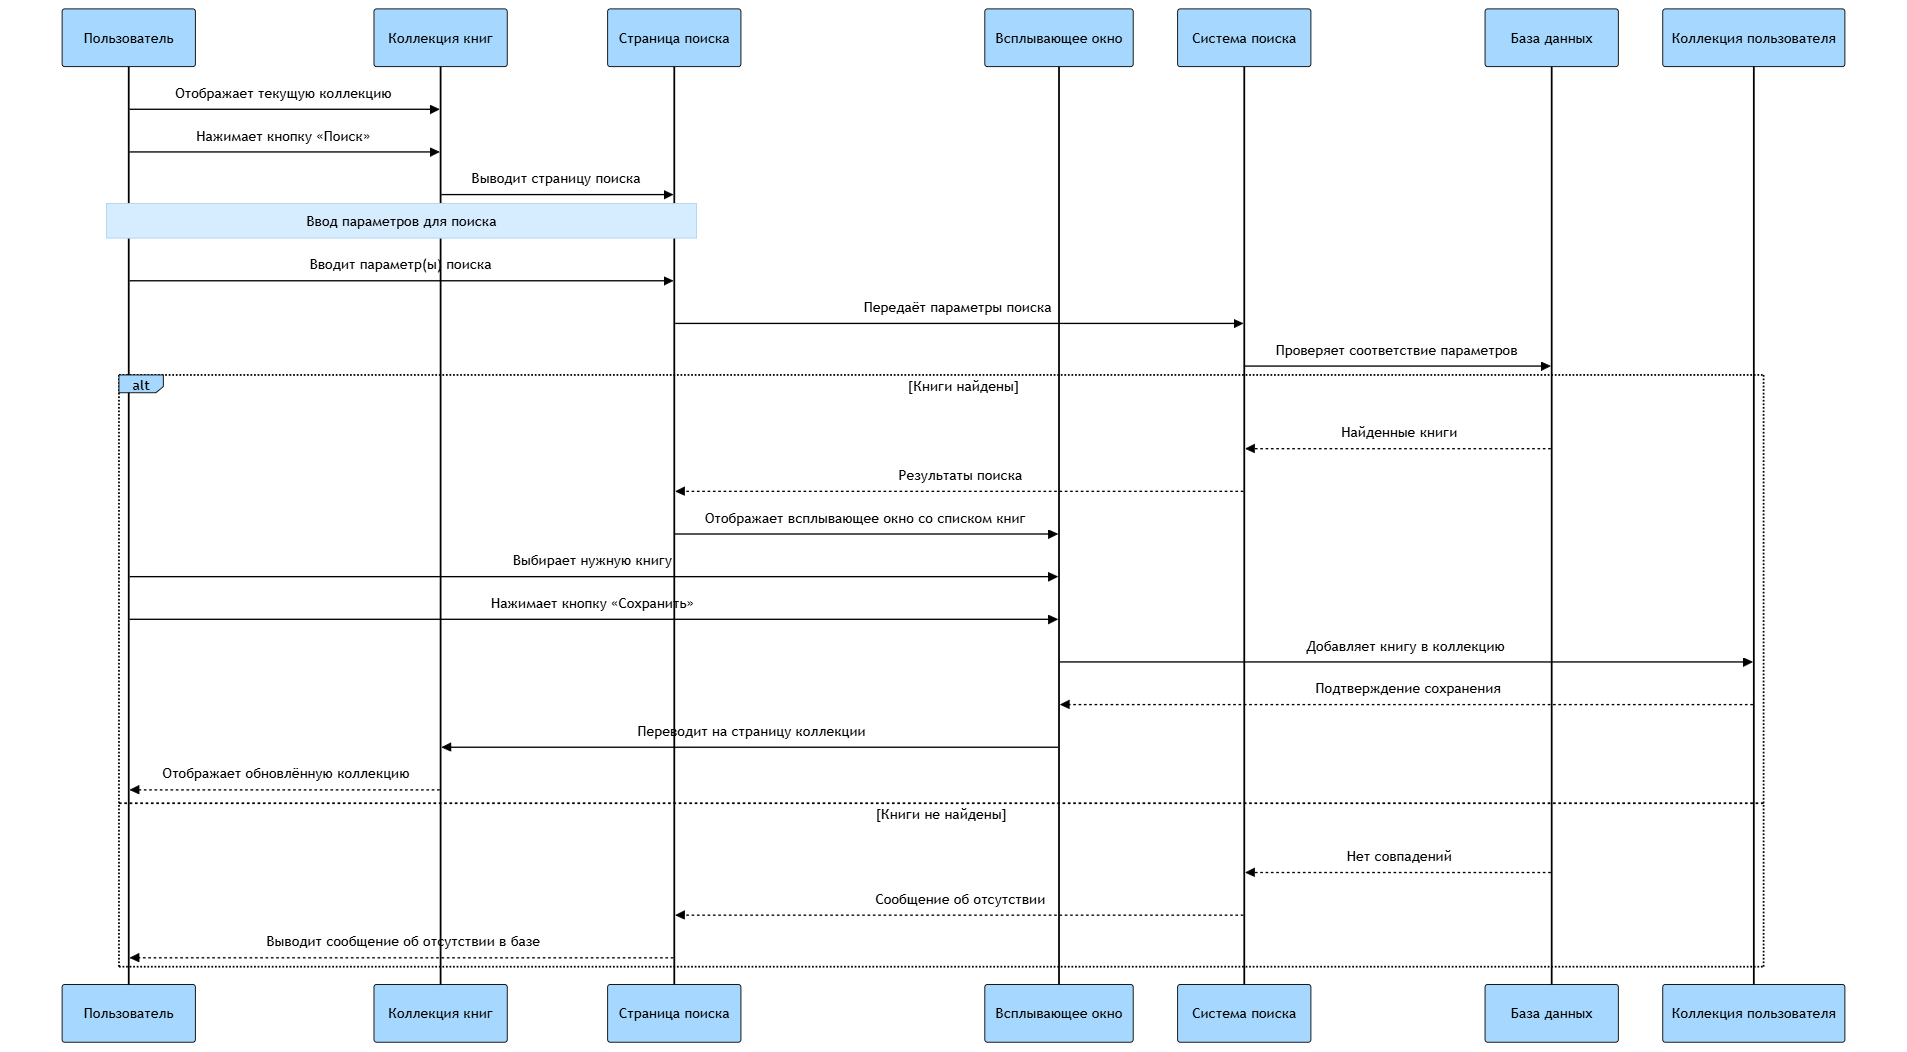 Пользователь
Коллекция книг
Страница поиска
Всплывающее окно
Система поиска
База данных
Коллекция пользователя
Отображает текущую коллекцию
Нажимает кнопку «Поиск»
Выводит страницу поиска
Ввод параметров для поиска
Вводит параметр(ы) поиска
Передаёт параметры поиска
Проверяет соответствие параметров
alt
[Книги найдены]
Найденные книги
Результаты поиска
Отображает всплывающее окно со списком книг
Выбирает нужную книгу
Нажимает кнопку «Сохранить»
Добавляет книгу в коллекцию
Подтверждение сохранения
Переводит на страницу коллекции
Отображает обновлённую коллекцию
[Книги не найдены]
Нет совпадений
Сообщение об отсутствии
Выводит сообщение об отсутствии в базе
Пользователь
Коллекция книг
Страница поиска
Всплывающее окно
Система поиска
База данных
Коллекция пользователя